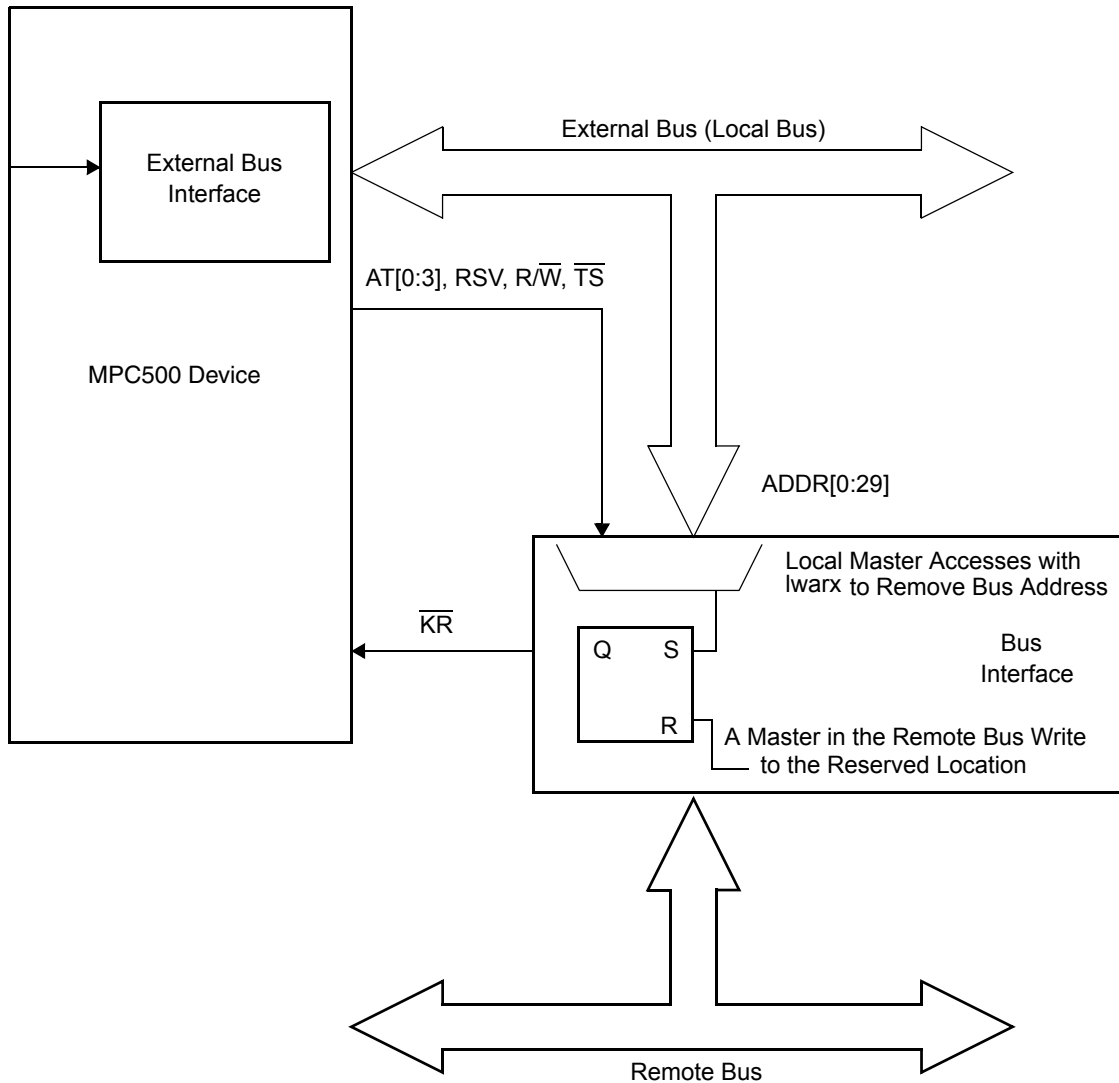 External Bus (Local Bus)
External Bus
Interface
AT[0:3], RSV, R/W̅, T̅S̅
MPC500 Device
ADDR[0:29]
Local Master Accesses with
lwarx to Remove Bus Address
K̅R̅
Q S
Bus
Interface
R
A Master in the Remote Bus Write
to the Reserved Location
Remote Bus